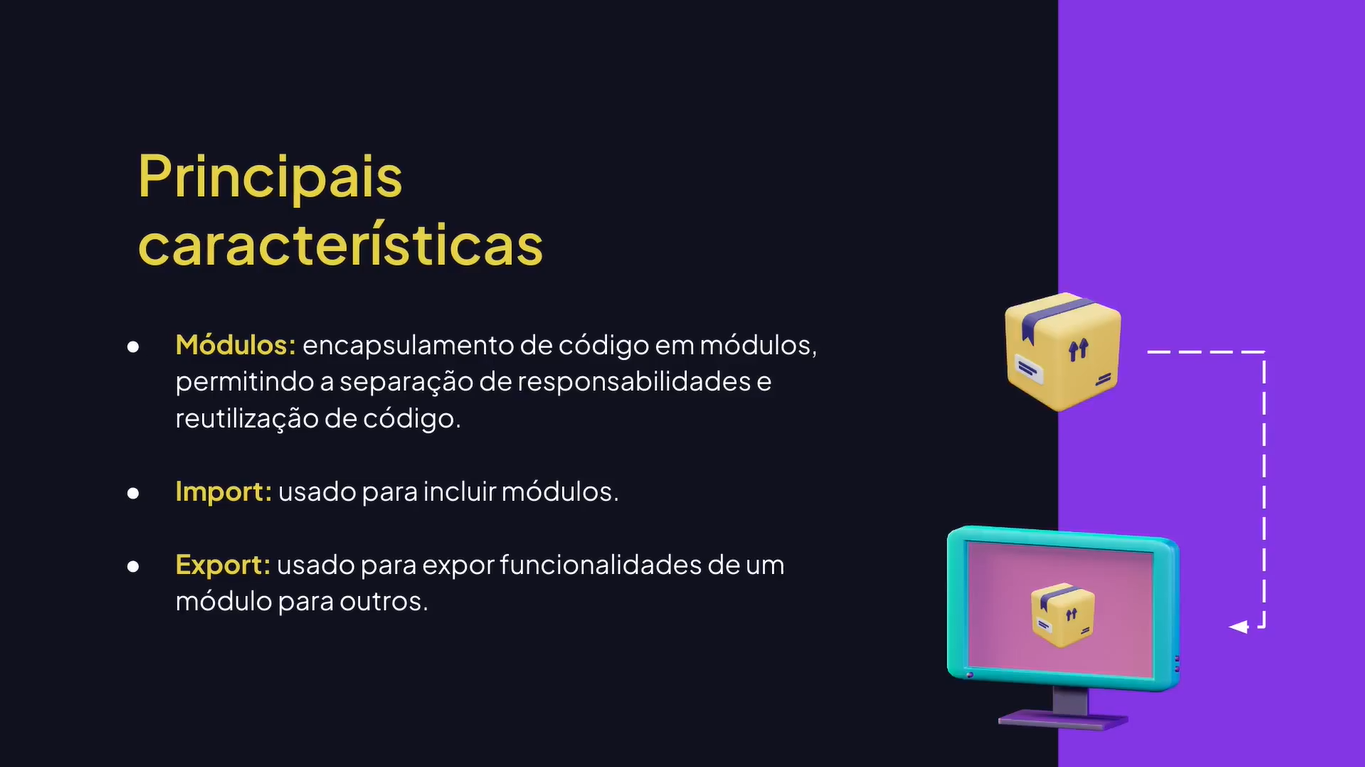 Principais
características
● Módulos: encapsulamento de código em módulos,
permitindo a separação de responsabilidades e
reutilização de código.
● Import: usado para incluir módulos.
● Export: usado para expor funcionalidades de um
módulo para outros.